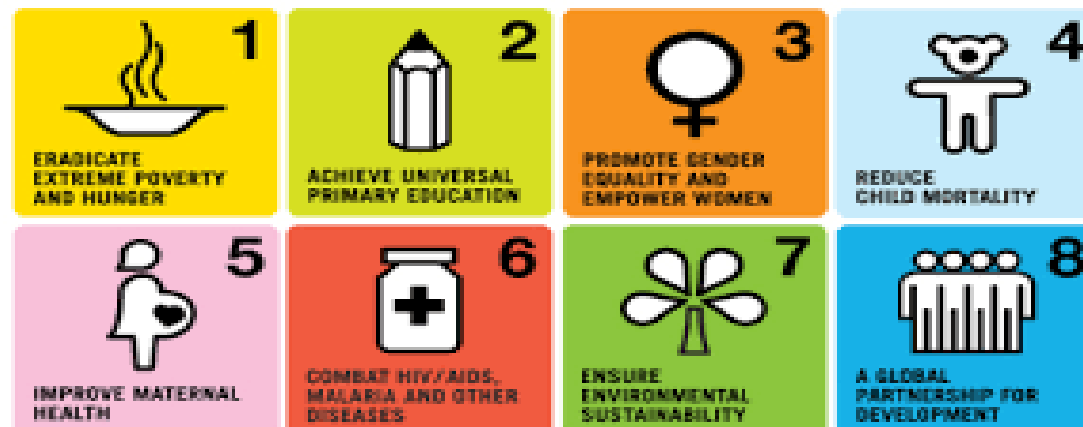 1
ERADICATE
EXTREME POVERTY
AND HUNGER
2
ACHIEVE UNIVERSAL
PRIMARY EDUCATION
3
PROMOTE GENDER
EQUALITY AND
EMPOWER WOMEN
4
REDUCE
CHILD MORTALITY
5
IMPROVE MATERNAL
HEALTH
6
COMBAT HIV/AIDS,
MALARIA AND OTHER
DISEASES
7
ENSURE
ENVIRONMENTAL
SUSTAINABILITY
8
A GLOBAL
PARTNERSHIP FOR
DEVELOPMENT